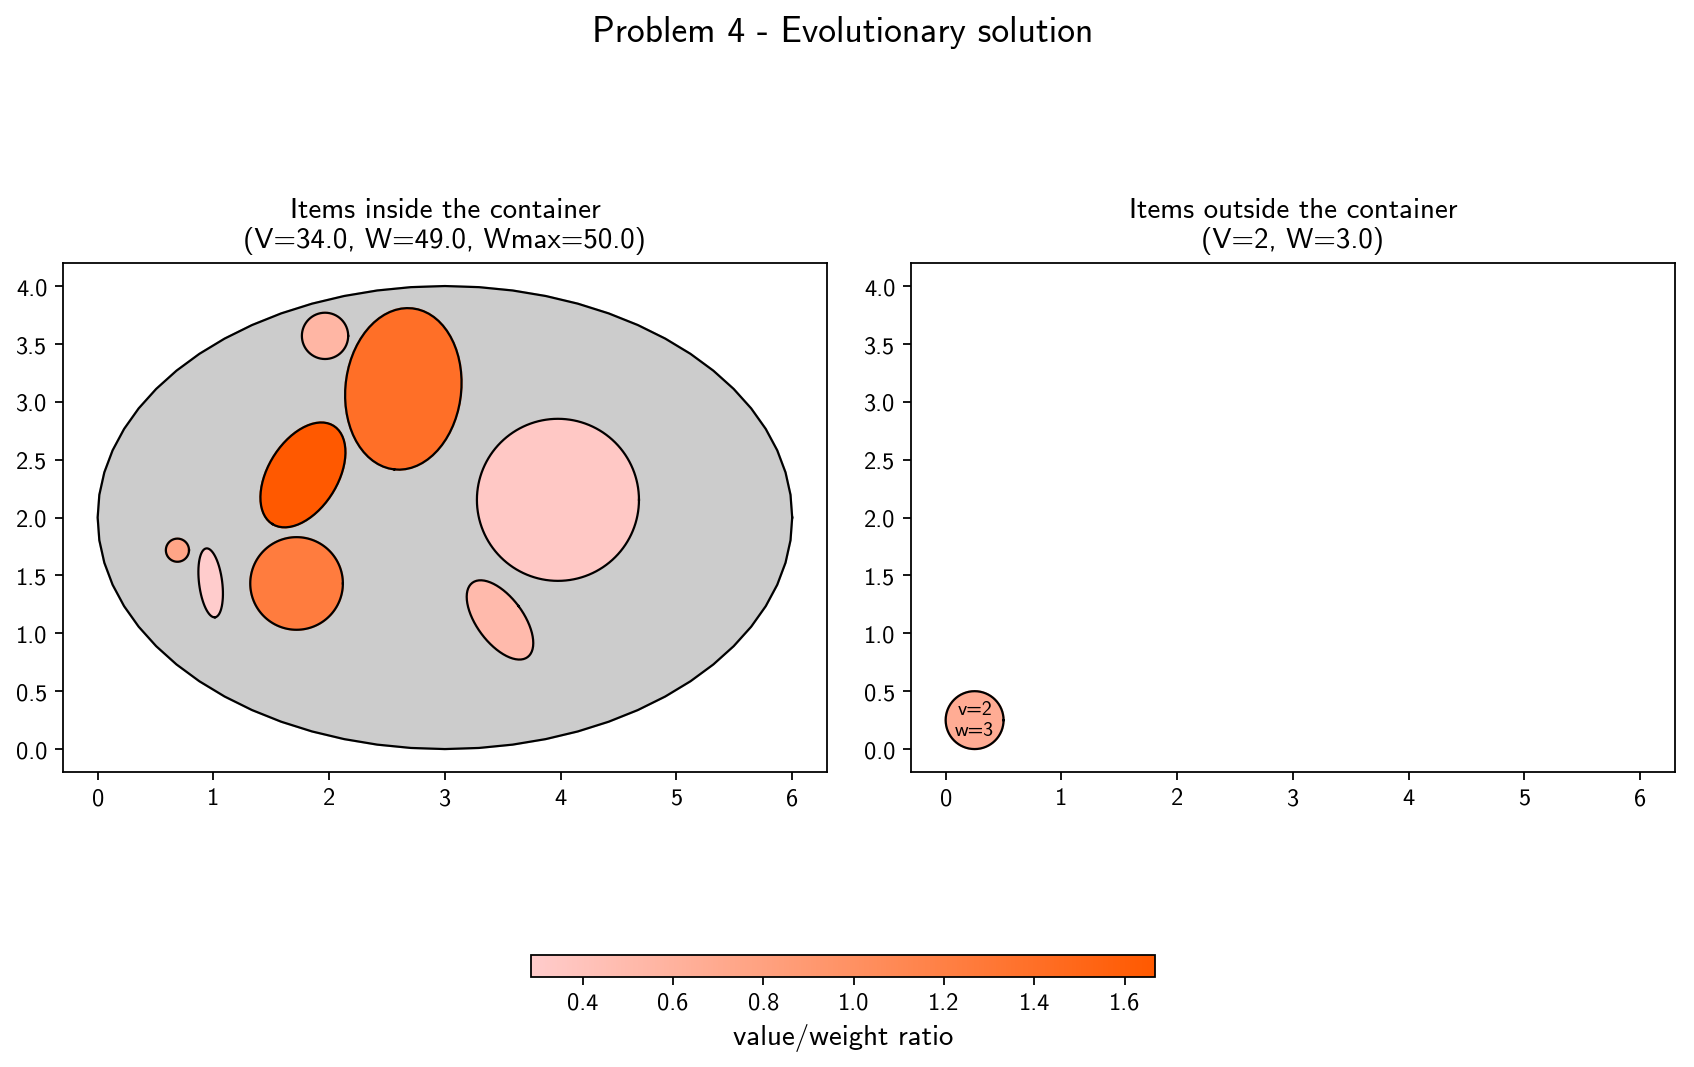 Problem 4 - Evolutionary solution
Items inside the container
(V=34.0, W=49.0, Wmax=50.0)
4.0
3.5
3.0
2.5
2.0
1.5
1.0
0.5
0.0
0 1 2 3 4 5 6
Items outside the container
(V=2, W=3.0)
4.0
3.5
3.0
2.5
2.0
1.5
1.0
0.5
0.0
v=2
w=3
0 1 2 3 4 5 6
0.4 0.6 0.8 1.0 1.2 1.4 1.6
value/weight ratio